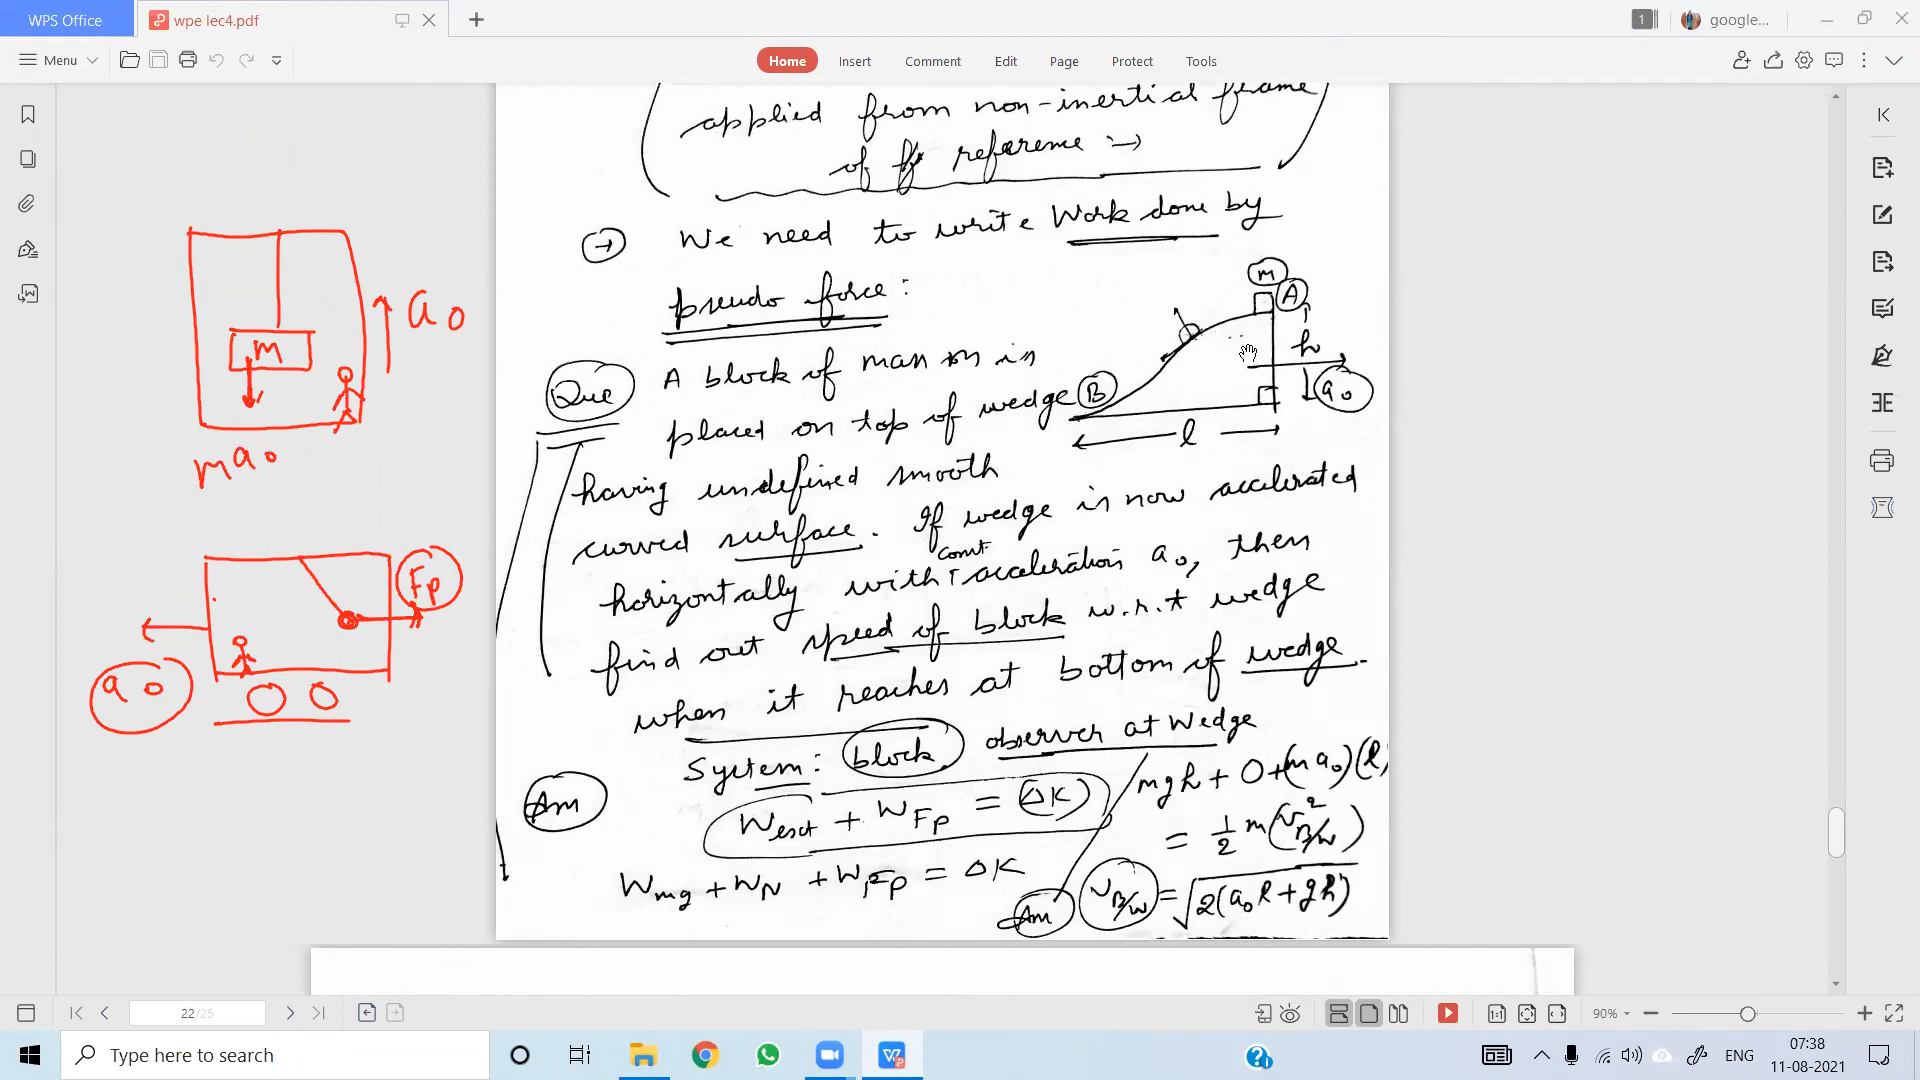 WPS Office
wpe lec4.pdf
1
google...
Menu
Home Insert Comment Edit Page Protect Tools
applied from non-inertial frame
of reference :→
→ We need to write Work done by
pseudo force :
m
A
h
a0
B
l
Que A block of mass m is
placed on top of wedge
having undefined smooth
curved surface. If wedge is now accelerated
horizontally with const acceleration a0, then
find out speed of block w.r.t wedge
when it reaches at bottom of wedge.
System : block observer at Wedge
Ans
Wext + WFp = ΔK
Wmg + WN + WFp = ΔK
mgh + 0 + (ma0)(l)
= 1/2 m(v²B/w)
Ans vB/w = √2(a0l + gh)
m
a0
ma0
Fp
a0
22/25
90%
Type here to search
ENG
07:38
11-08-2021